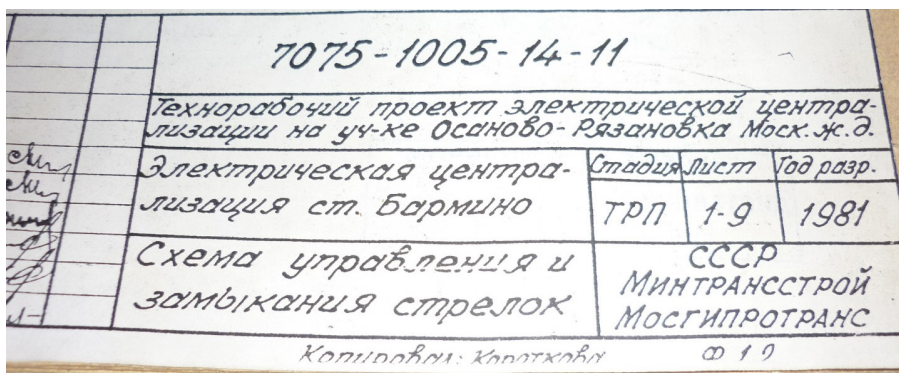 7075-1005-14-11
Технорабочий проект электрической центра-
лизации на уч-ке Осаново-Рязановка Моск.ж.д.
Электрическая центра-
лизация ст. Бармино
Стадия Лист Год разр.
ТРП 1-9 1981
Схема управления и
замыкания стрелок
СССР
Минтрансстрой
Мосгипротранс
Копировал: Короткова